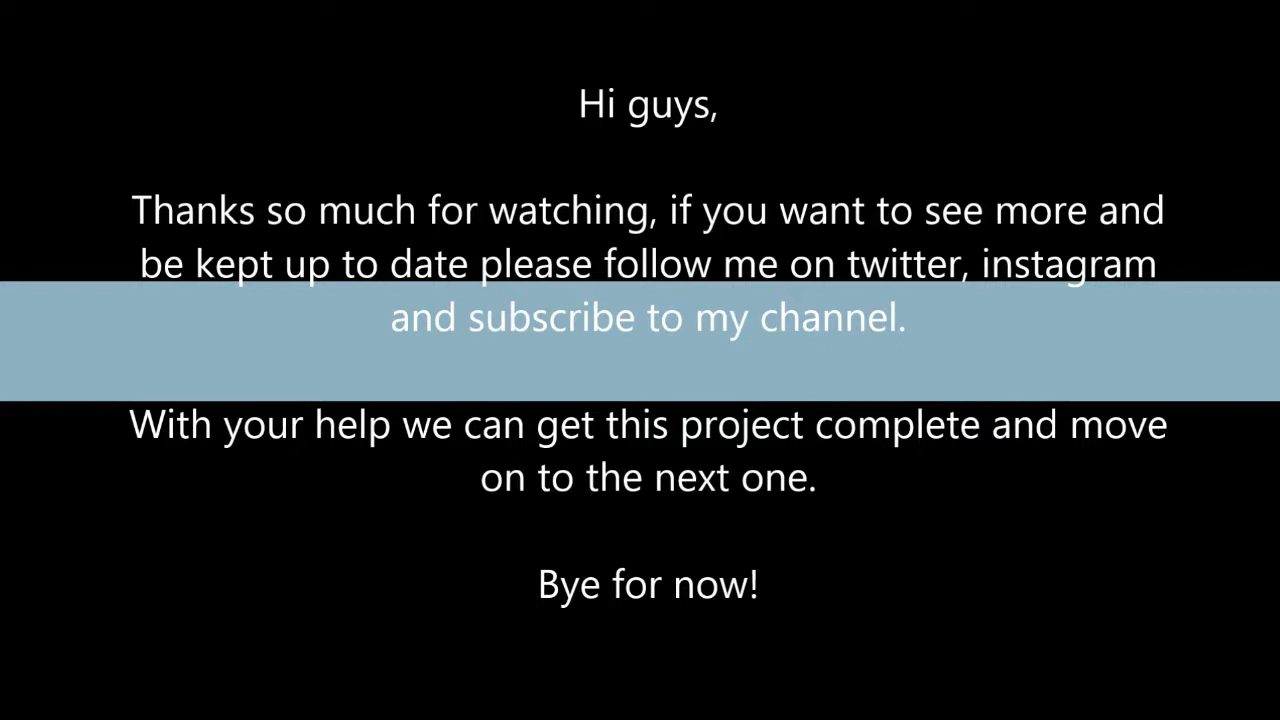 Hi guys,
Thanks so much for watching, if you want to see more and
be kept up to date please follow me on twitter, instagram
and subscribe to my channel.
With your help we can get this project complete and move
on to the next one.
Bye for now!